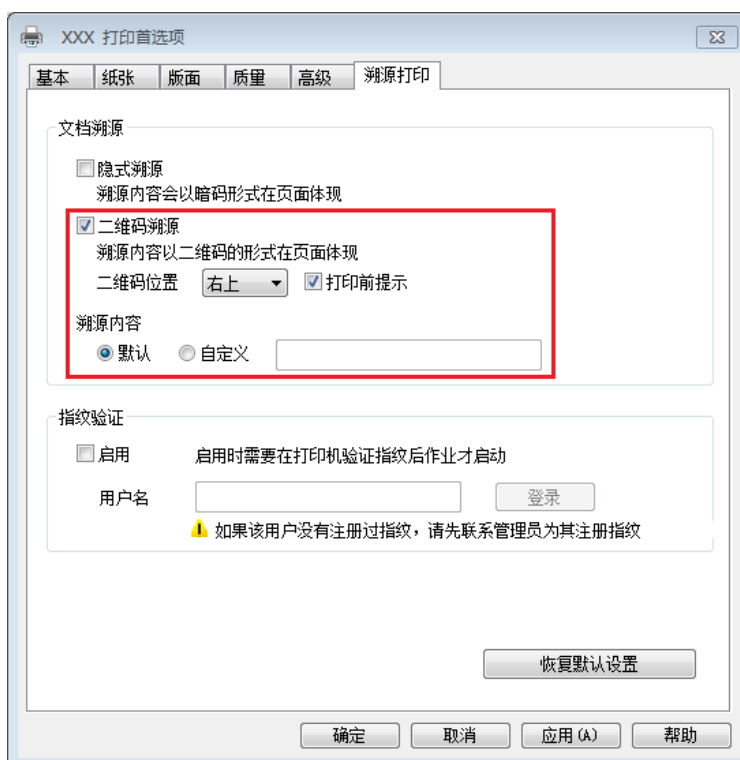 XXX 打印首选项
基本 纸张 版面 质量 高级 溯源打印
文档溯源
隐式溯源
溯源内容会以暗码形式在页面体现
二维码溯源
溯源内容以二维码的形式在页面体现
二维码位置 右上 打印前提示
溯源内容
默认 自定义
指纹验证
启用 启用时需要在打印机验证指纹后作业才启动
用户名 登录
如果该用户没有注册过指纹，请先联系管理员为其注册指纹
恢复默认设置
确定 取消 应用(A) 帮助